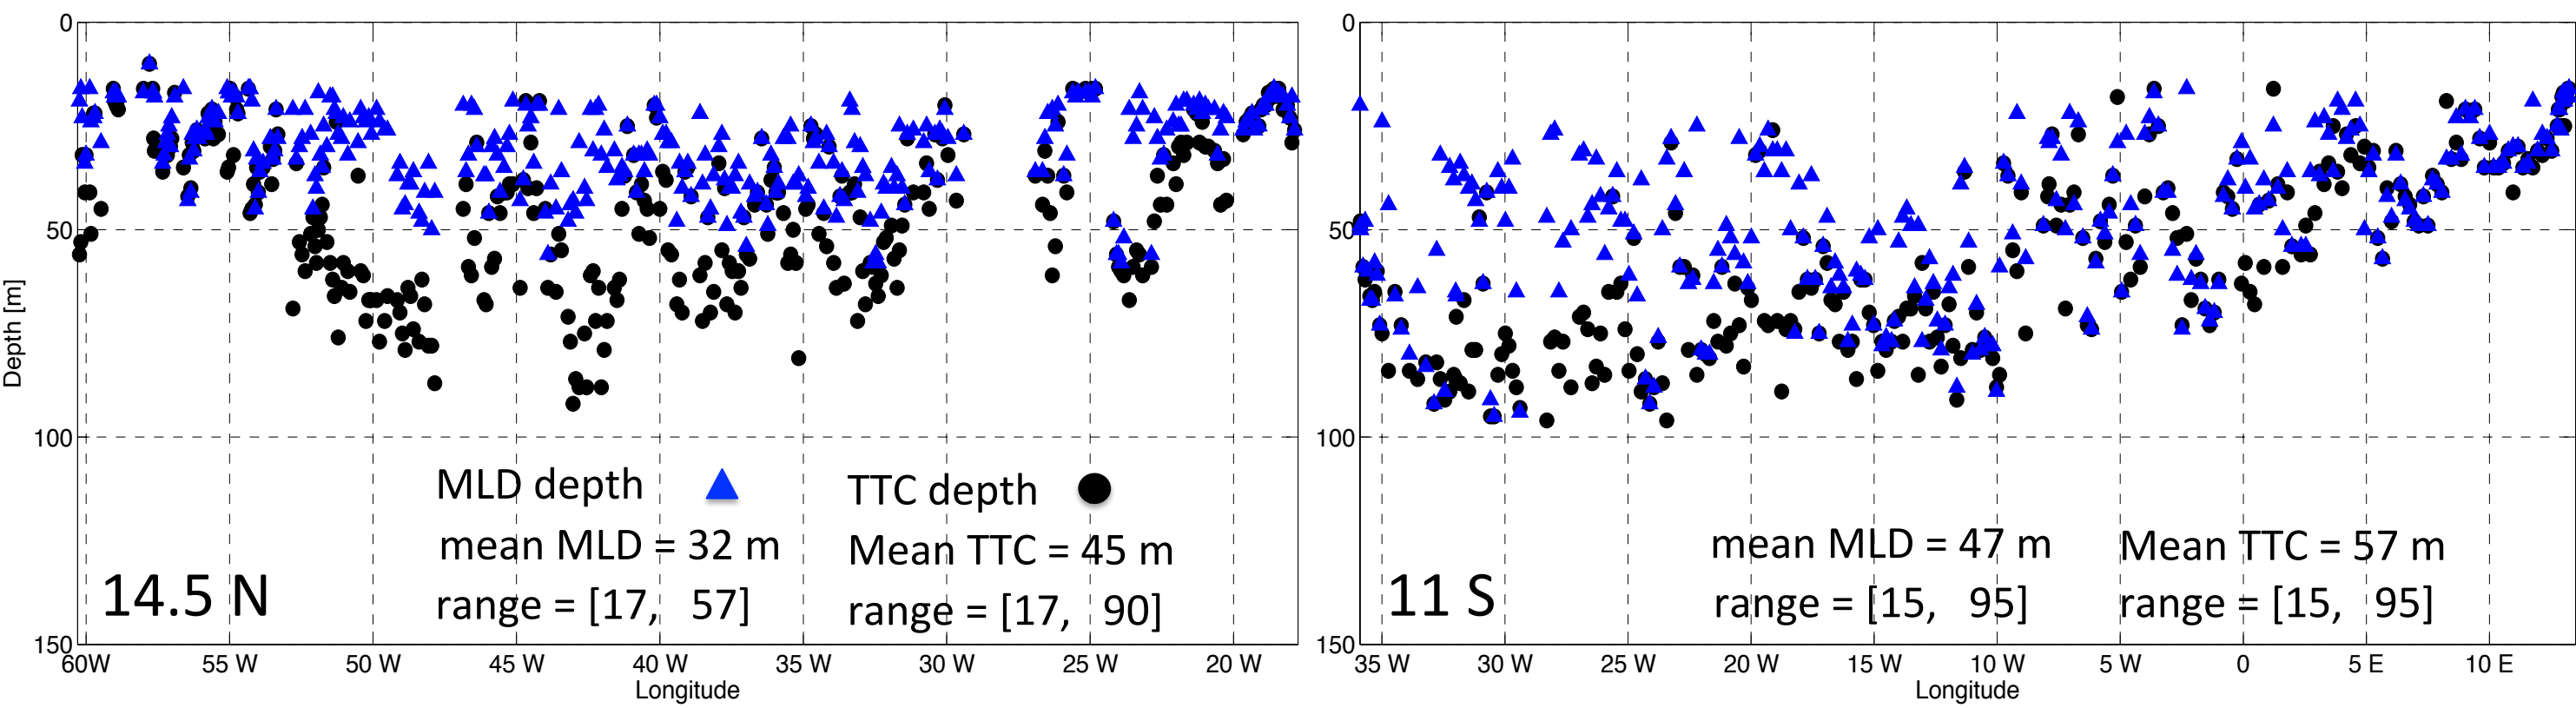 0
50
100
150
Depth [m]
MLD depth
mean MLD = 32 m
range = [17, 57]
TTC depth
Mean TTC = 45 m
range = [17, 90]
14.5 N
60W 55 W 50 W 45 W 40 W 35 W 30 W 25 W 20 W
Longitude
0
50
100
150
mean MLD = 47 m
range = [15, 95]
Mean TTC = 57 m
range = [15, 95]
11 S
35 W 30 W 25 W 20 W 15 W 10 W 5 W 0 5 E 10 E
Longitude